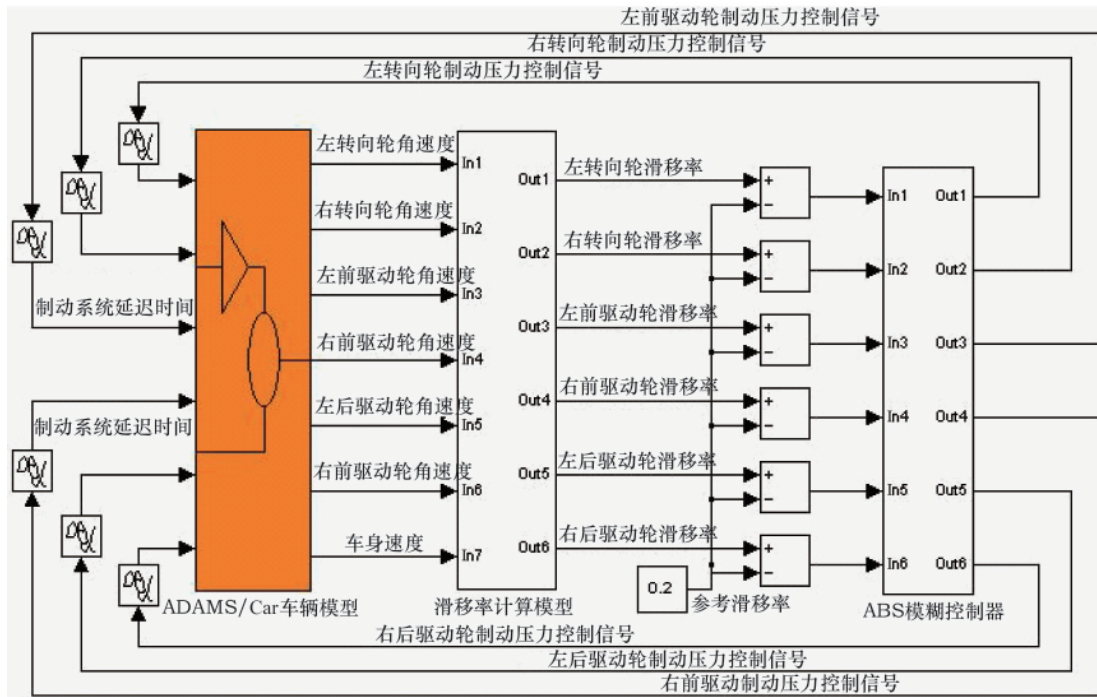 左前驱动轮制动压力控制信号
右转向轮制动压力控制信号
左转向轮制动压力控制信号
左转向轮角速度
In1
Out1
左转向轮滑移率
+
−
In1
Out1
右转向轮角速度
In2
Out2
右转向轮滑移率
+
−
In2
Out2
制动系统延迟时间
左前驱动轮角速度
In3
Out3
左前驱动轮滑移率
+
−
In3
Out3
右前驱动轮角速度
In4
Out4
右前驱动轮滑移率
+
−
In4
Out4
制动系统延迟时间
左后驱动轮角速度
In5
Out5
左后驱动轮滑移率
+
−
In5
Out5
右前驱动轮角速度
In6
Out6
右后驱动轮滑移率
+
−
In6
Out6
车身速度
In7
0.2
参考滑移率
ADAMS/Car车辆模型
滑移率计算模型
ABS模糊控制器
右后驱动轮制动压力控制信号
左后驱动轮制动压力控制信号
右前驱动制动压力控制信号